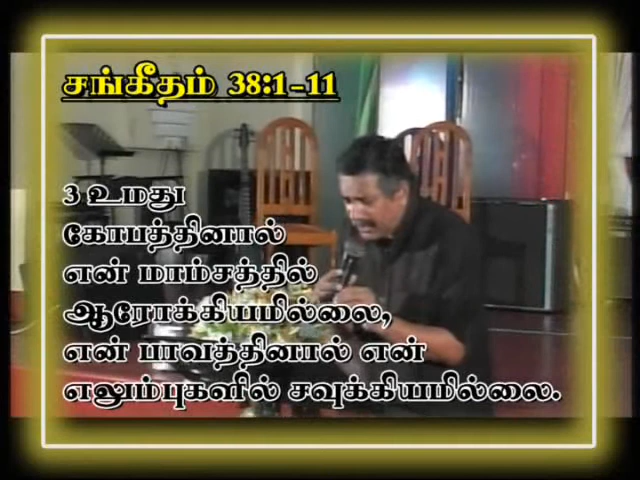 சங்கீதம் 38:1-11
3 உமது
கோபத்தினால்
என் மாம்சத்தில்
ஆரோக்கியமில்லை,
என் பாவத்தினால் என்
எலும்புகளில் சவுக்கியமில்லை.